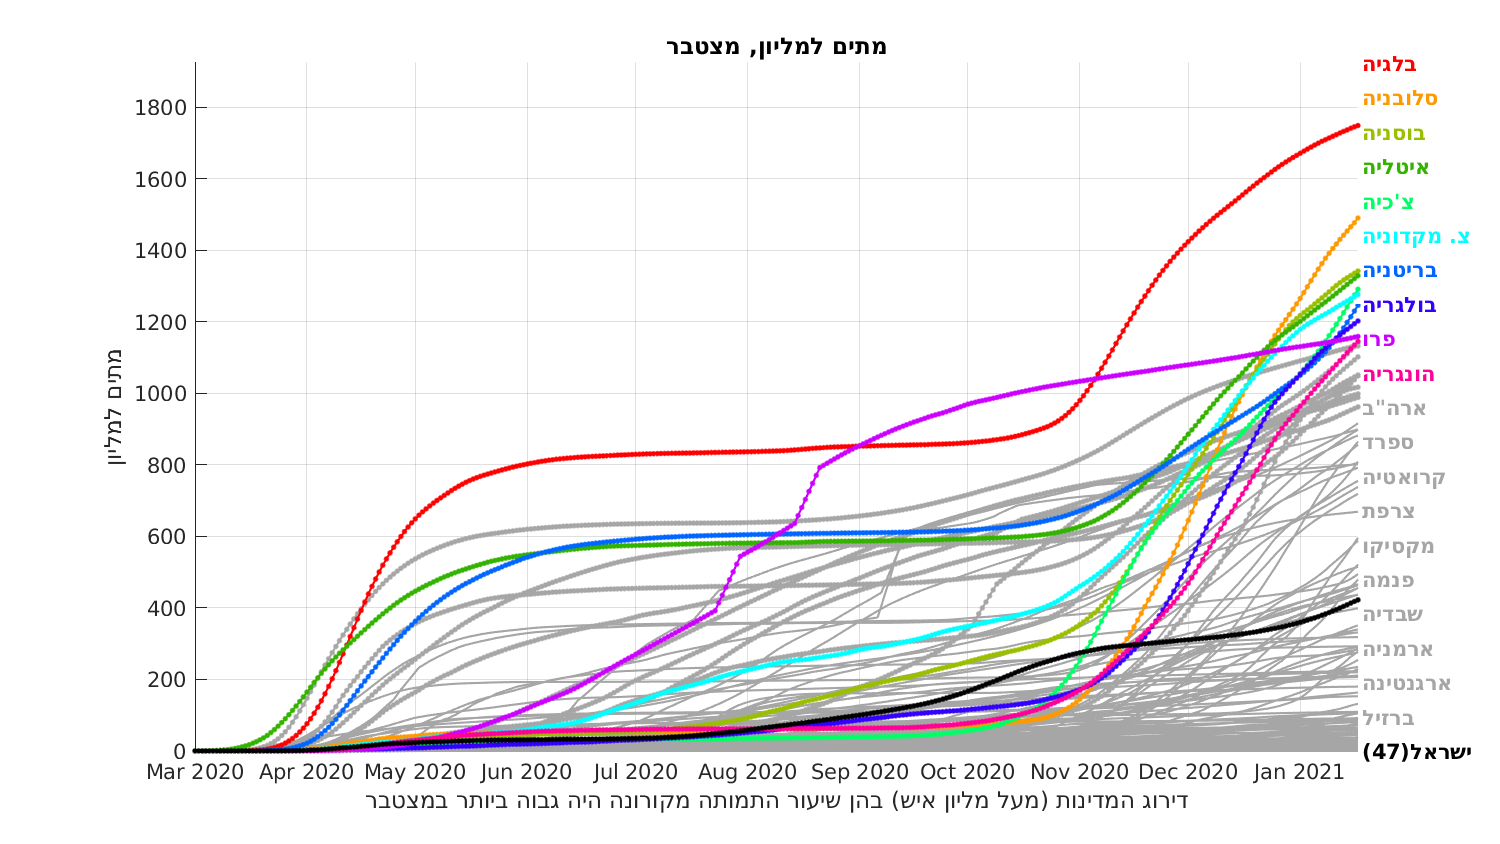 מתים למליון, מצטבר
מתים למליון
1800
1600
1400
1200
1000
800
600
400
200
0
Mar 2020 Apr 2020 May 2020 Jun 2020 Jul 2020 Aug 2020 Sep 2020 Oct 2020 Nov 2020 Dec 2020 Jan 2021
דירוג המדינות (מעל מליון איש) בהן שיעור התמותה מקורונה היה גבוה ביותר במצטבר
בלגיה
סלובניה
בוסניה
איטליה
צ'כיה
צ. מקדוניה
בריטניה
בולגריה
פרו
הונגריה
ארה"ב
ספרד
קרואטיה
צרפת
מקסיקו
פנמה
שבדיה
ארמניה
ארגנטינה
ברזיל
ישראל(47)